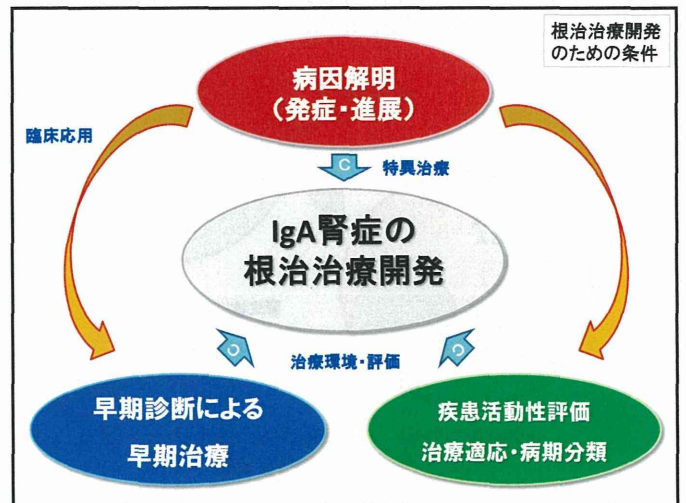 根治治療開発
のための条件
病因解明
（発症・進展）
臨床応用
C 特異治療
IgA腎症の
根治治療開発
C 治療環境・評価 C
早期診断による
早期治療
疾患活動性評価
治療適応・病期分類